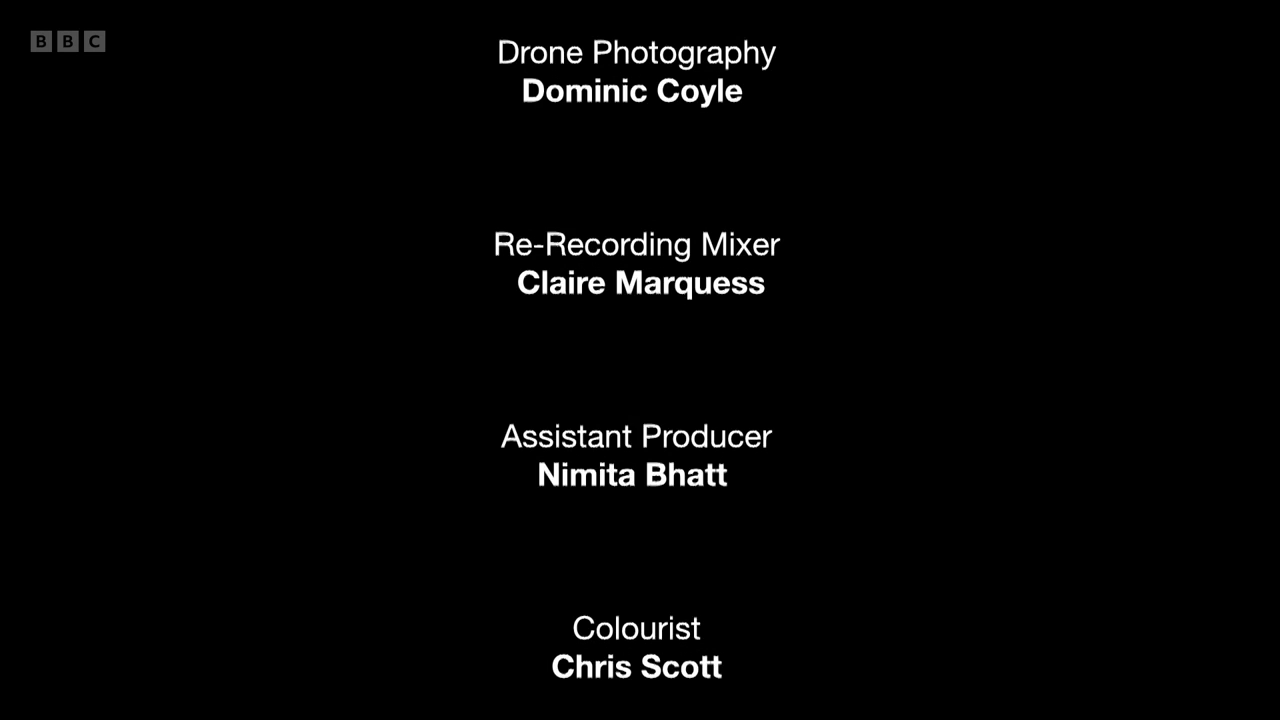 BBC
Drone Photography
Dominic Coyle
Re-Recording Mixer
Claire Marquess
Assistant Producer
Nimita Bhatt
Colourist
Chris Scott